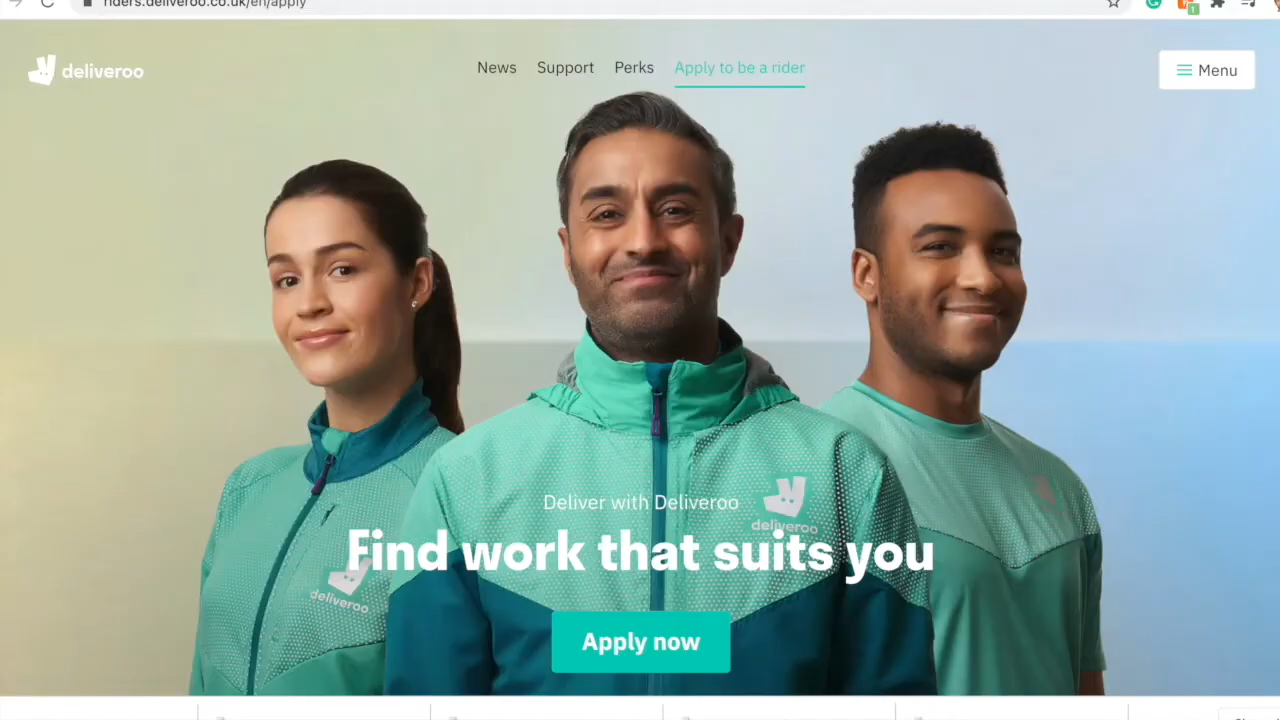 riders.deliveroo.co.uk/en/apply
1
deliveroo
News
Support
Perks
Apply to be a rider
Menu
Deliver with Deliveroo
deliveroo
Find work that suits you
deliveroo
Apply now